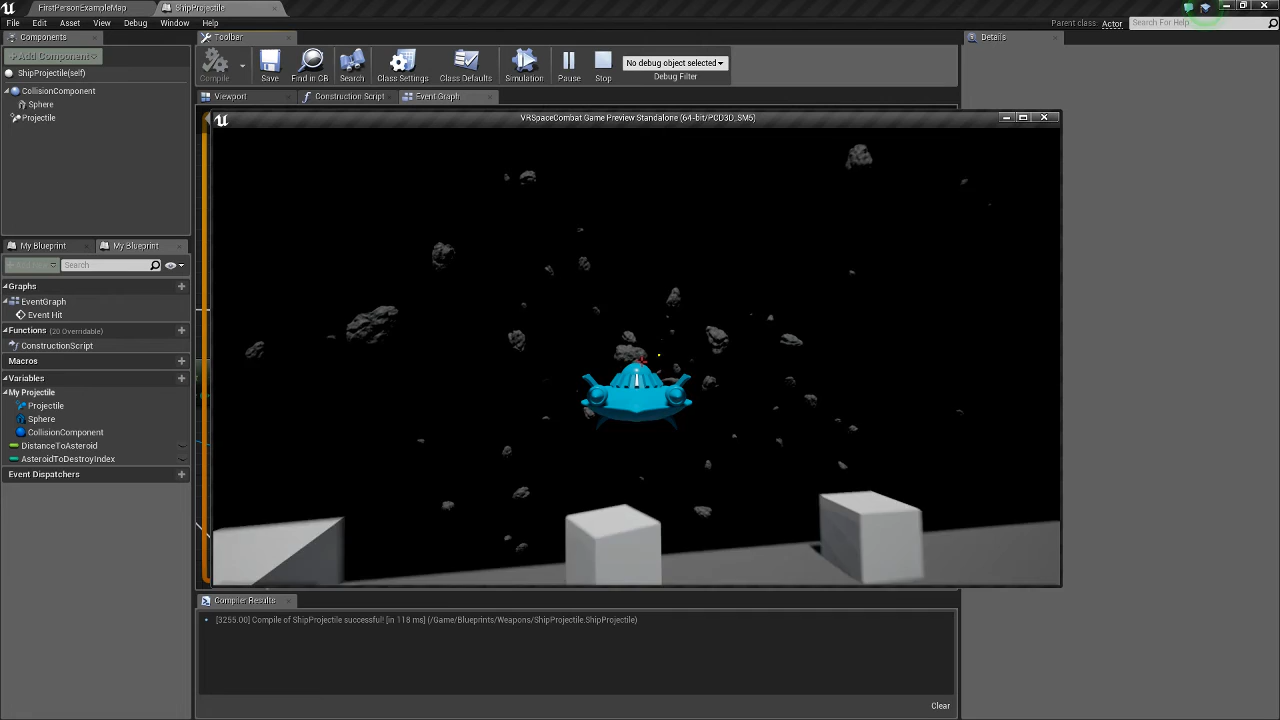 FirstPersonExampleMap
ShipProjectile
File Edit Asset View Debug Window Help
Parent class: Actor
Search For Help
Components
Toolbar
Details
+Add Component
ShipProjectile(self)
CollisionComponent
Sphere
Projectile
Compile
Save
Find in CB
Search
Class Settings
Class Defaults
Simulation
Pause
Stop
No debug object selected
Debug Filter
Viewport
Construction Script
Event Graph
VRSpaceCombat Game Preview Standalone (64-bit/PCD3D_SM5)
My Blueprint
My Blueprint
Search
Graphs
EventGraph
Event Hit
Functions (20 Overridable)
ConstructionScript
Macros
Variables
My Projectile
Projectile
Sphere
CollisionComponent
DistanceToAsteroid
AsteroidToDestroyIndex
Event Dispatchers
Compiler Results
[3255.00] Compile of ShipProjectile successful! [in 118 ms] (/Game/Blueprints/Weapons/ShipProjectile.ShipProjectile)
Clear